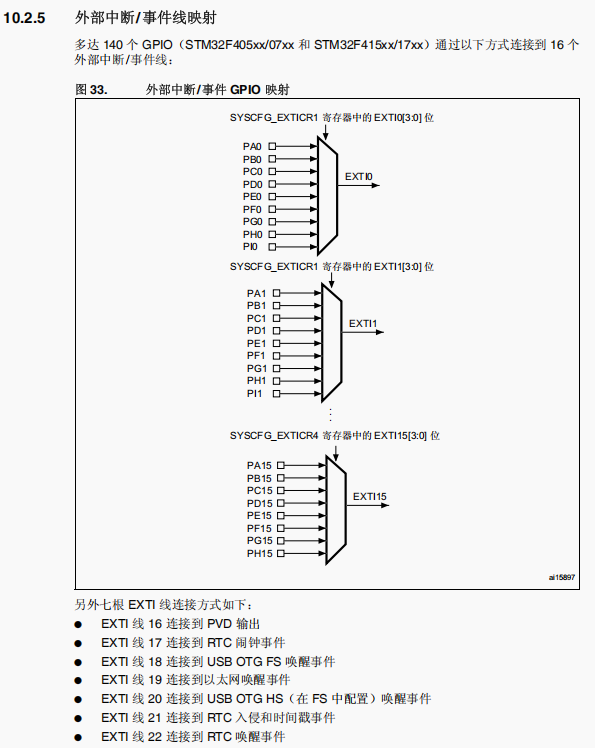 10.2.5 外部中断/事件线映射
多达 140 个 GPIO（STM32F405xx/07xx 和 STM32F415xx/17xx）通过以下方式连接到 16 个
外部中断/事件线：
图 33. 外部中断/事件 GPIO 映射
SYSCFG_EXTICR1 寄存器中的 EXTI0[3:0] 位
PA0
PB0
PC0
PD0
PE0
PF0
PG0
PH0
PI0
EXTI0
SYSCFG_EXTICR1 寄存器中的 EXTI1[3:0] 位
PA1
PB1
PC1
PD1
PE1
PF1
PG1
PH1
PI1
EXTI1
SYSCFG_EXTICR4 寄存器中的 EXTI15[3:0] 位
PA15
PB15
PC15
PD15
PE15
PF15
PG15
PH15
EXTI15
ai15897
另外七根 EXTI 线连接方式如下：
● EXTI 线 16 连接到 PVD 输出
● EXTI 线 17 连接到 RTC 闹钟事件
● EXTI 线 18 连接到 USB OTG FS 唤醒事件
● EXTI 线 19 连接到以太网唤醒事件
● EXTI 线 20 连接到 USB OTG HS（在 FS 中配置）唤醒事件
● EXTI 线 21 连接到 RTC 入侵和时间戳事件
● EXTI 线 22 连接到 RTC 唤醒事件